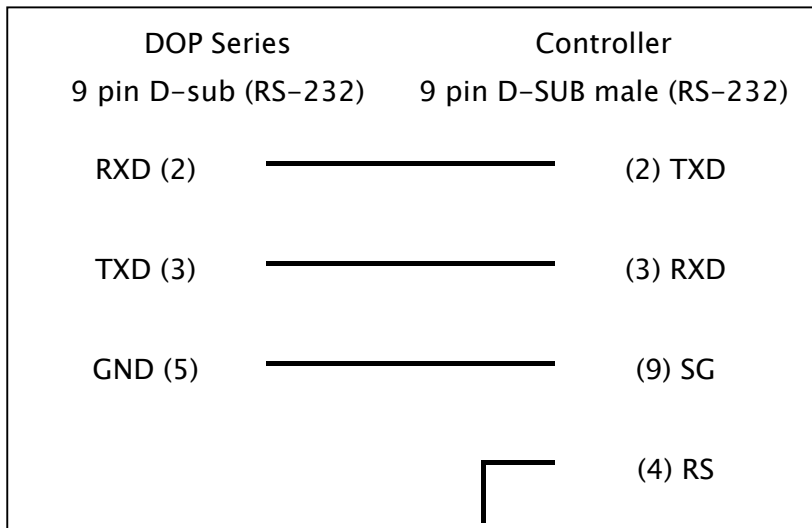 DOP Series Controller
9 pin D-sub (RS-232) 9 pin D-SUB male (RS-232)
RXD (2) (2) TXD
TXD (3) (3) RXD
GND (5) (9) SG
(4) RS